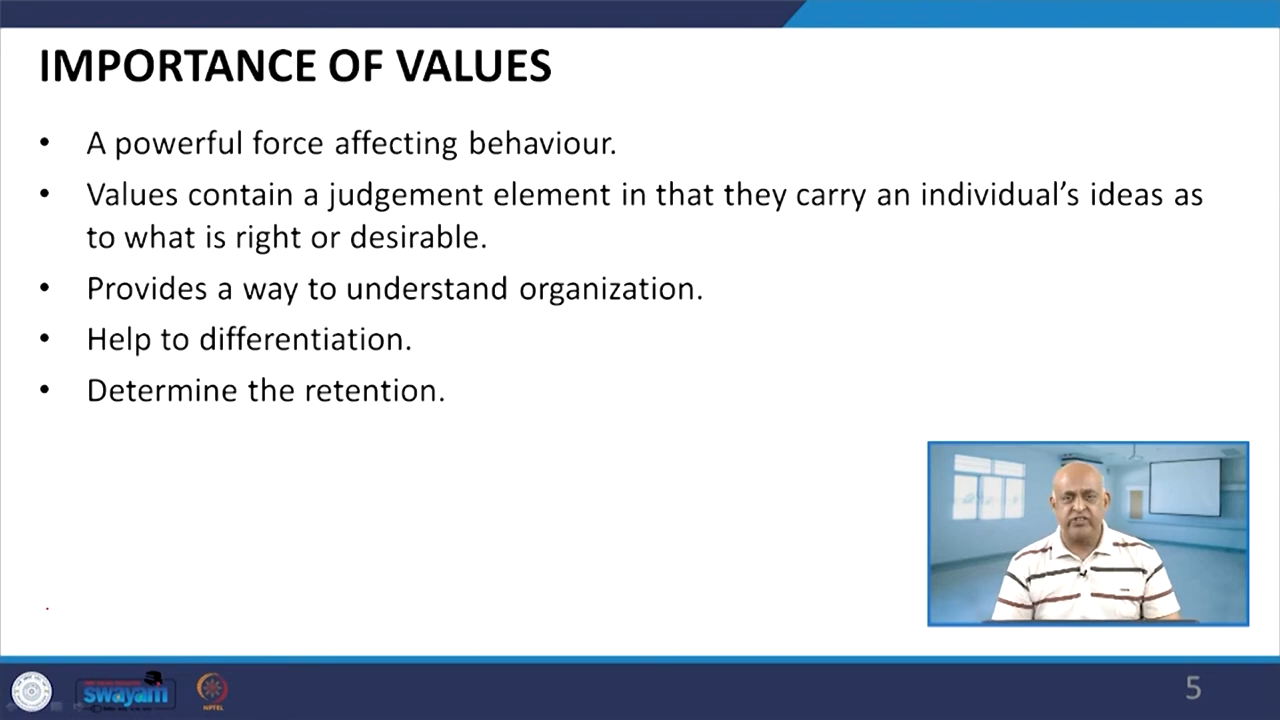 IMPORTANCE OF VALUES
• A powerful force affecting behaviour.
• Values contain a judgement element in that they carry an individual's ideas as
to what is right or desirable.
• Provides a way to understand organization.
• Help to differentiation.
• Determine the retention.
swayam
NPTEL
5